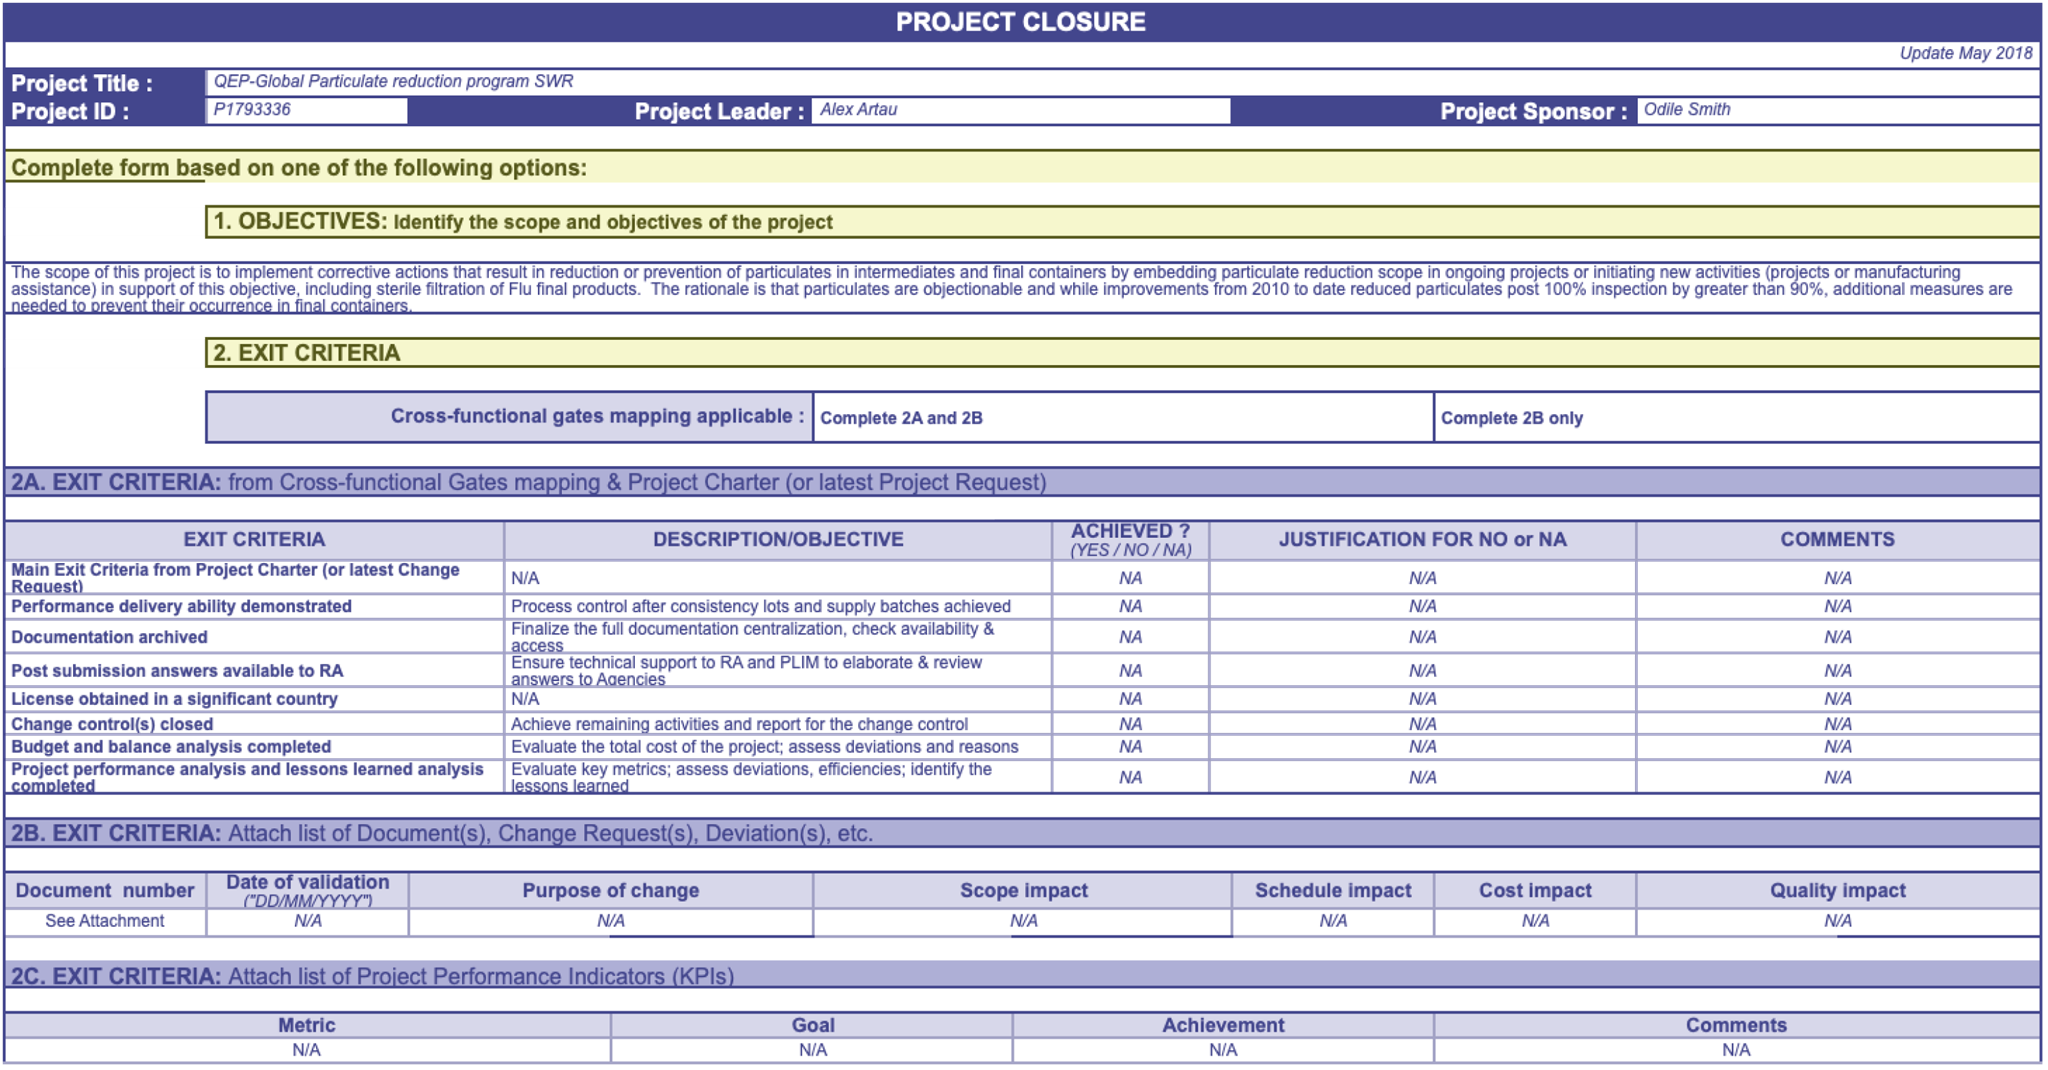 PROJECT CLOSURE
Update May 2018
Project Title : QEP-Global Particulate reduction program SWR
Project ID : P1793336 Project Leader : Alex Artau Project Sponsor : Odile Smith
Complete form based on one of the following options:
1. OBJECTIVES: Identify the scope and objectives of the project
The scope of this project is to implement corrective actions that result in reduction or prevention of particulates in intermediates and final containers by embedding particulate reduction scope in ongoing projects or initiating new activities (projects or manufacturing
assistance) in support of this objective, including sterile filtration of Flu final products.  The rationale is that particulates are objectionable and while improvements from 2010 to date reduced particulates post 100% inspection by greater than 90%, additional measures are
needed to prevent their occurrence in final containers.
2. EXIT CRITERIA
Cross-functional gates mapping applicable : Complete 2A and 2B Complete 2B only
2A. EXIT CRITERIA: from Cross-functional Gates mapping & Project Charter (or latest Project Request)
EXIT CRITERIA DESCRIPTION/OBJECTIVE ACHIEVED ? (YES / NO / NA) JUSTIFICATION FOR NO or NA COMMENTS
Main Exit Criteria from Project Charter (or latest Change
Request) N/A NA N/A N/A
Performance delivery ability demonstrated Process control after consistency lots and supply batches achieved NA N/A N/A
Documentation archived Finalize the full documentation centralization, check availability &
access NA N/A N/A
Post submission answers available to RA Ensure technical support to RA and PLIM to elaborate & review
answers to Agencies NA N/A N/A
License obtained in a significant country N/A NA N/A N/A
Change control(s) closed Achieve remaining activities and report for the change control NA N/A N/A
Budget and balance analysis completed Evaluate the total cost of the project; assess deviations and reasons NA N/A N/A
Project performance analysis and lessons learned analysis
completed Evaluate key metrics; assess deviations, efficiencies; identify the
lessons learned NA N/A N/A
2B. EXIT CRITERIA: Attach list of Document(s), Change Request(s), Deviation(s), etc.
Document  number Date of validation ("DD/MM/YYYY") Purpose of change Scope impact Schedule impact Cost impact Quality impact
See Attachment N/A N/A N/A N/A N/A N/A
2C. EXIT CRITERIA: Attach list of Project Performance Indicators (KPIs)
Metric Goal Achievement Comments
N/A N/A N/A N/A